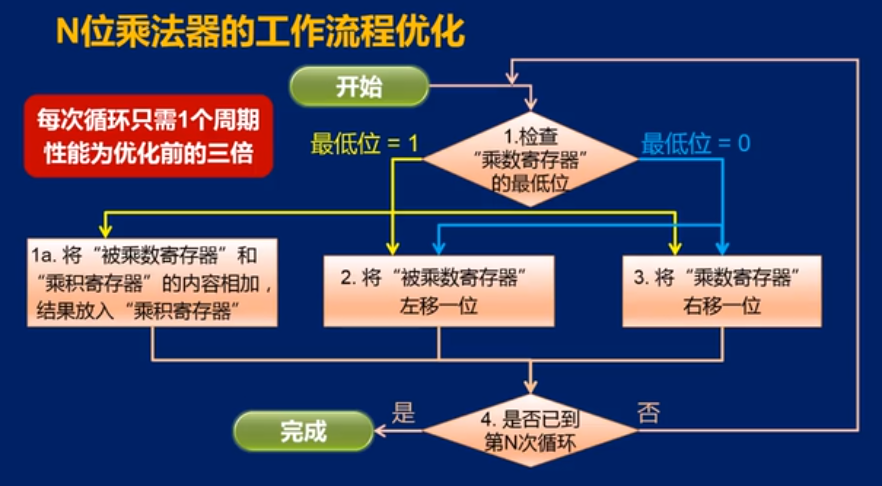 N位乘法器的工作流程优化
开始
每次循环只需1个周期
性能为优化前的三倍
最低位 = 1
1.检查
“乘数寄存器”
的最低位
最低位 = 0
1a. 将“被乘数寄存器”和
“乘积寄存器”的内容相加，
结果放入“乘积寄存器”
2. 将“被乘数寄存器”
左移一位
3. 将“乘数寄存器”
右移一位
是
4. 是否已到
第N次循环
否
完成